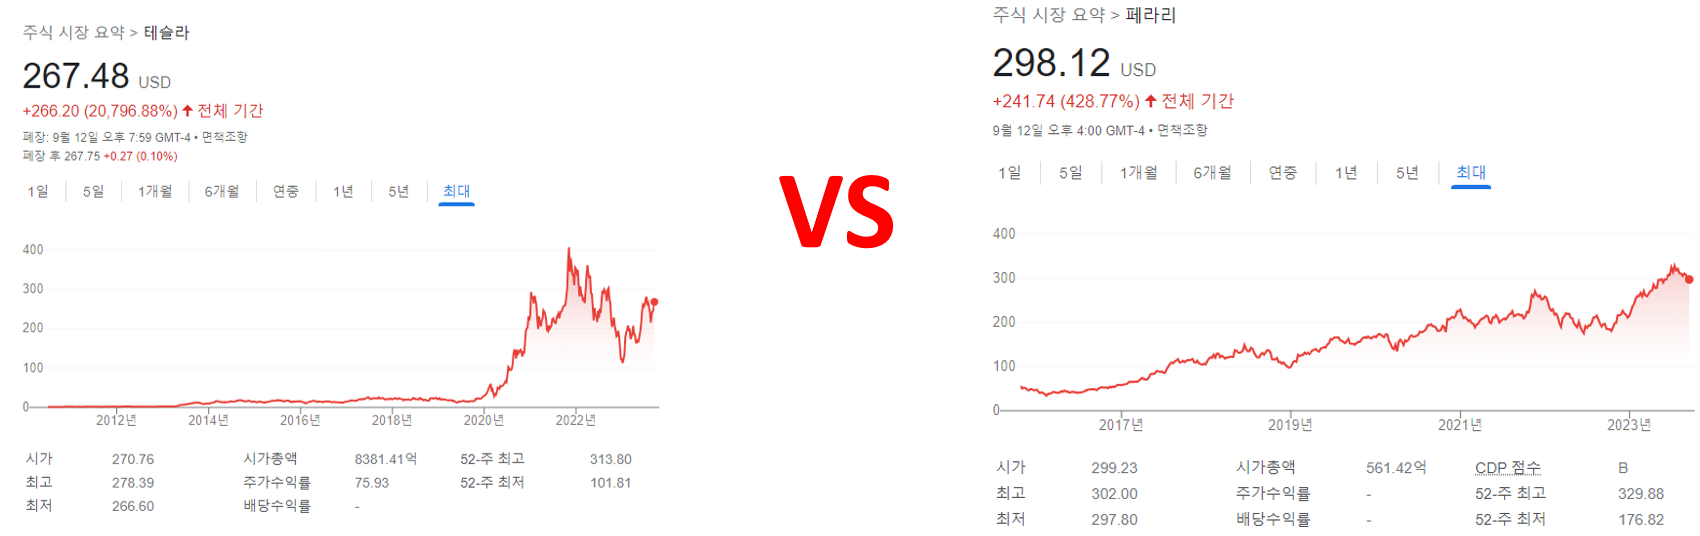 주식 시장 요약 > 테슬라
267.48 USD
+266.20 (20,796.88%) ↑ 전체 기간
폐장: 9월 12일 오후 7:59 GMT-4 • 면책조항
폐장 후 267.75 +0.27 (0.10%)
1일 5일 1개월 6개월 연중 1년 5년 최대
400
300
200
100
0
2012년 2014년 2016년 2018년 2020년 2022년
시가 270.76 시가총액 8381.41억 52-주 최고 313.80
최고 278.39 주가수익률 75.93 52-주 최저 101.81
최저 266.60 배당수익률 -
VS
주식 시장 요약 > 페라리
298.12 USD
+241.74 (428.77%) ↑ 전체 기간
9월 12일 오후 4:00 GMT-4 • 면책조항
1일 5일 1개월 6개월 연중 1년 5년 최대
400
300
200
100
0
2017년 2019년 2021년 2023년
시가 299.23 시가총액 561.42억 CDP 점수 B
최고 302.00 주가수익률 - 52-주 최고 329.88
최저 297.80 배당수익률 - 52-주 최저 176.82